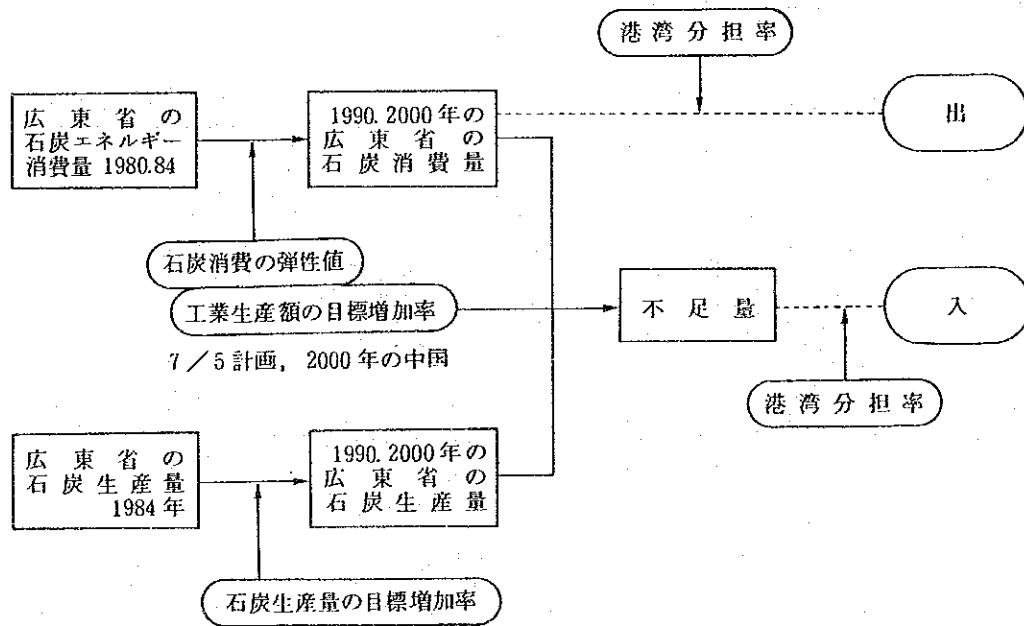 港湾分担率
広東省の
石炭エネルギー
消費量 1980.84
1990.2000年の
広東省の
石炭消費量
出
石炭消費の弾性値
工業生産額の目標増加率
7/5計画, 2000年の中国
不足量
入
港湾分担率
広東省の
石炭生産量
1984年
1990.2000年の
広東省の
石炭生産量
石炭生産量の目標増加率